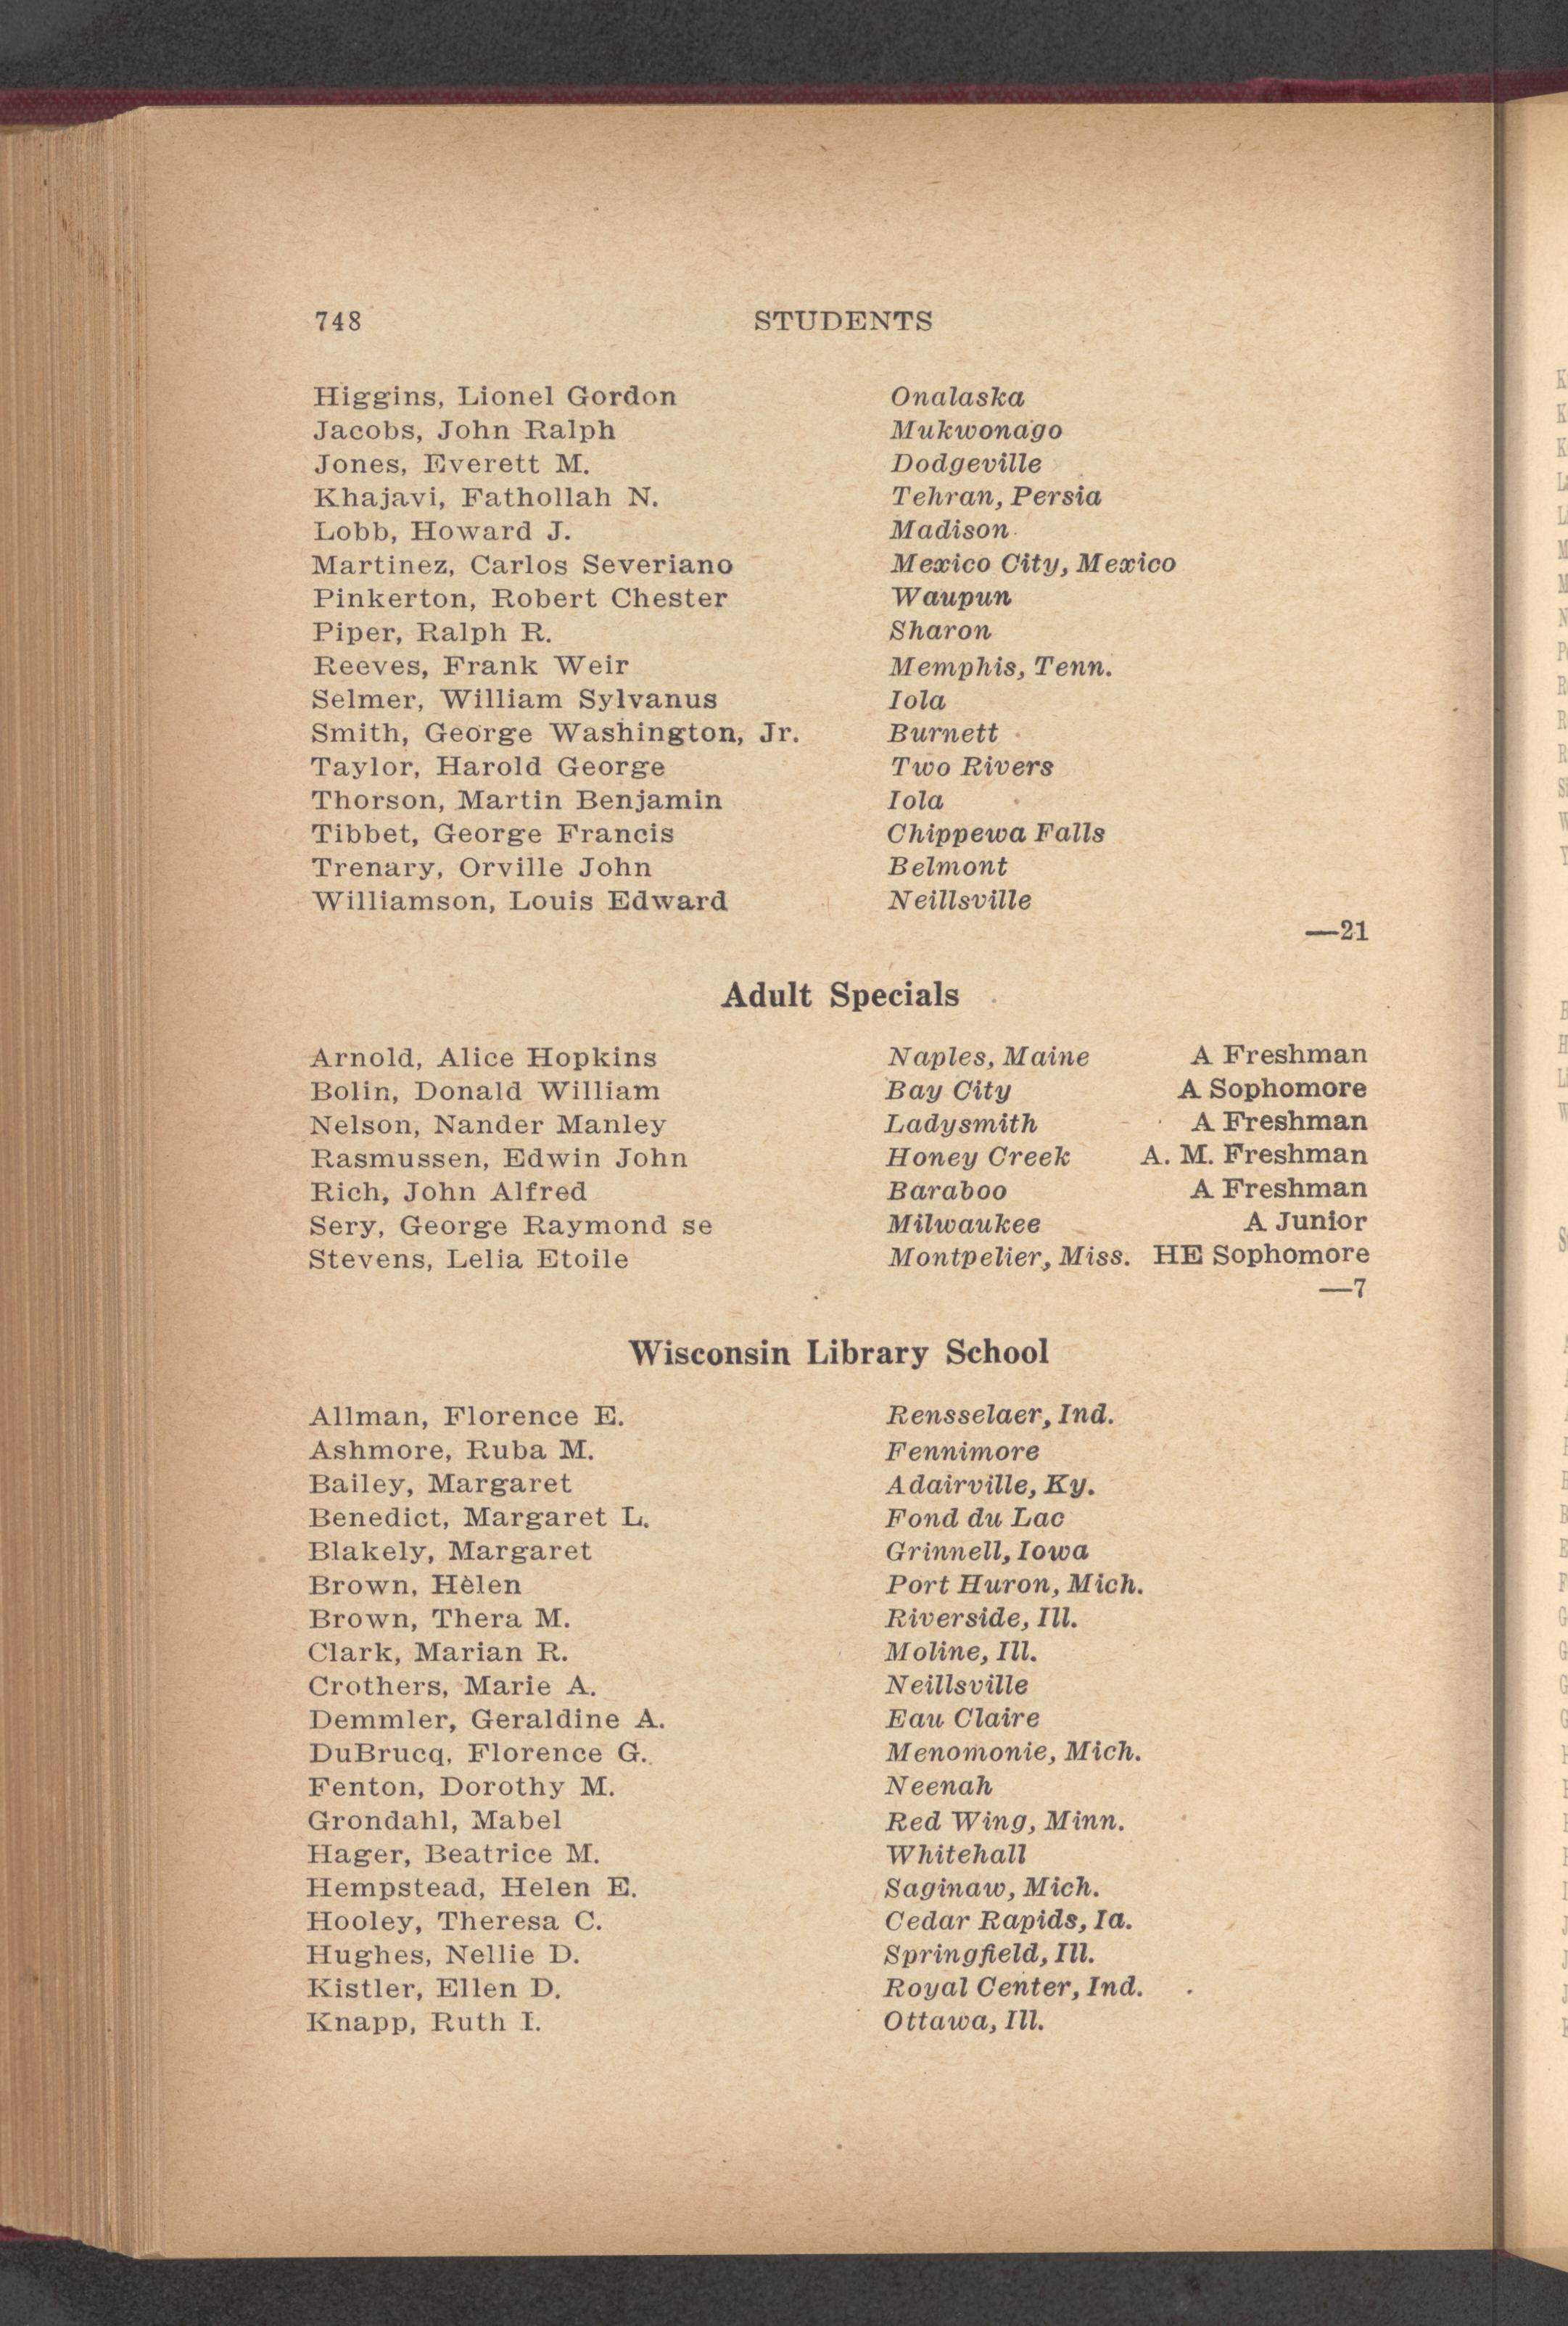 748 STUDENTS
Higgins, Lionel Gordon Onalaska
Jacobs, John Ralph Mukwonago
Jones, Everett M. Dodgeville
Khajavi, Fathollah N. Tehran, Persia
Lobb, Howard J. Madison
Martinez, Carlos Severiano Mexico City, Mexico
Pinkerton, Robert Chester Waupun
Piper, Ralph R. Sharon
Reeves, Frank Weir Memphis, Tenn.
Selmer, William Sylvanus Iola
Smith, George Washington, Jr. Burnett
Taylor, Harold George Two Rivers
Thorson, Martin Benjamin Iola
Tibbet, George Francis Chippewa Falls
Trenary, Orville John Belmont
Williamson, Louis Edward Neillsville
—21
Adult Specials
Arnold, Alice Hopkins Naples, Maine A Freshman
Bolin, Donald William Bay City A Sophomore
Nelson, Nander Manley Ladysmith A Freshman
Rasmussen, Edwin John Honey Creek A. M. Freshman
Rich, John Alfred Baraboo A Freshman
Sery, George Raymond se Milwaukee A Junior
Stevens, Lelia Etoile Montpelier, Miss. HE Sophomore
—7
Wisconsin Library School
Allman, Florence E. Rensselaer, Ind.
Ashmore, Ruba M. Fennimore
Bailey, Margaret Adairville, Ky.
Benedict, Margaret L. Fond du Lac
Blakely, Margaret Grinnell, Iowa
Brown, Helen Port Huron, Mich.
Brown, Thera M. Riverside, Ill.
Clark, Marian R. Moline, Ill.
Crothers, Marie A. Neillsville
Demmler, Geraldine A. Eau Claire
DuBrucq, Florence G. Menomonie, Mich.
Fenton, Dorothy M. Neenah
Grondahl, Mabel Red Wing, Minn.
Hager, Beatrice M. Whitehall
Hempstead, Helen E. Saginaw, Mich.
Hooley, Theresa C. Cedar Rapids, Ia.
Hughes, Nellie D. Springfield, Ill.
Kistler, Ellen D. Royal Center, Ind.
Knapp, Ruth I. Ottawa, Ill.